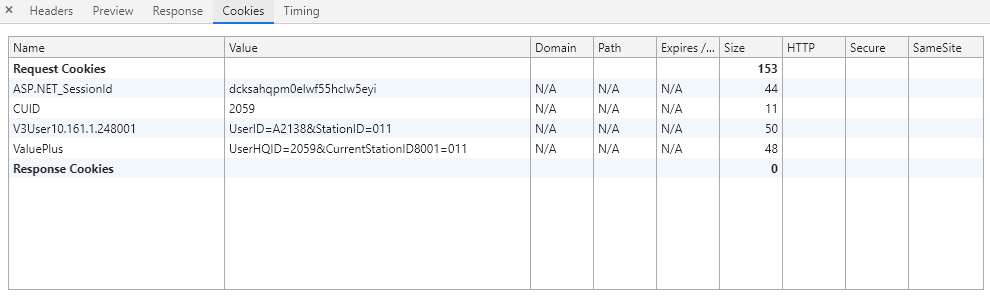 × Headers Preview Response Cookies Timing
Name Value Domain Path Expires /... Size HTTP Secure SameSite
Request Cookies 153
ASP.NET_SessionId dcksahqpm0elwf55hclw5eyi N/A N/A N/A 44
CUID 2059 N/A N/A N/A 11
V3User10.161.1.248001 UserID=A2138&StationID=011 N/A N/A N/A 50
ValuePlus UserHQID=2059&CurrentStationID8001=011 N/A N/A N/A 48
Response Cookies 0